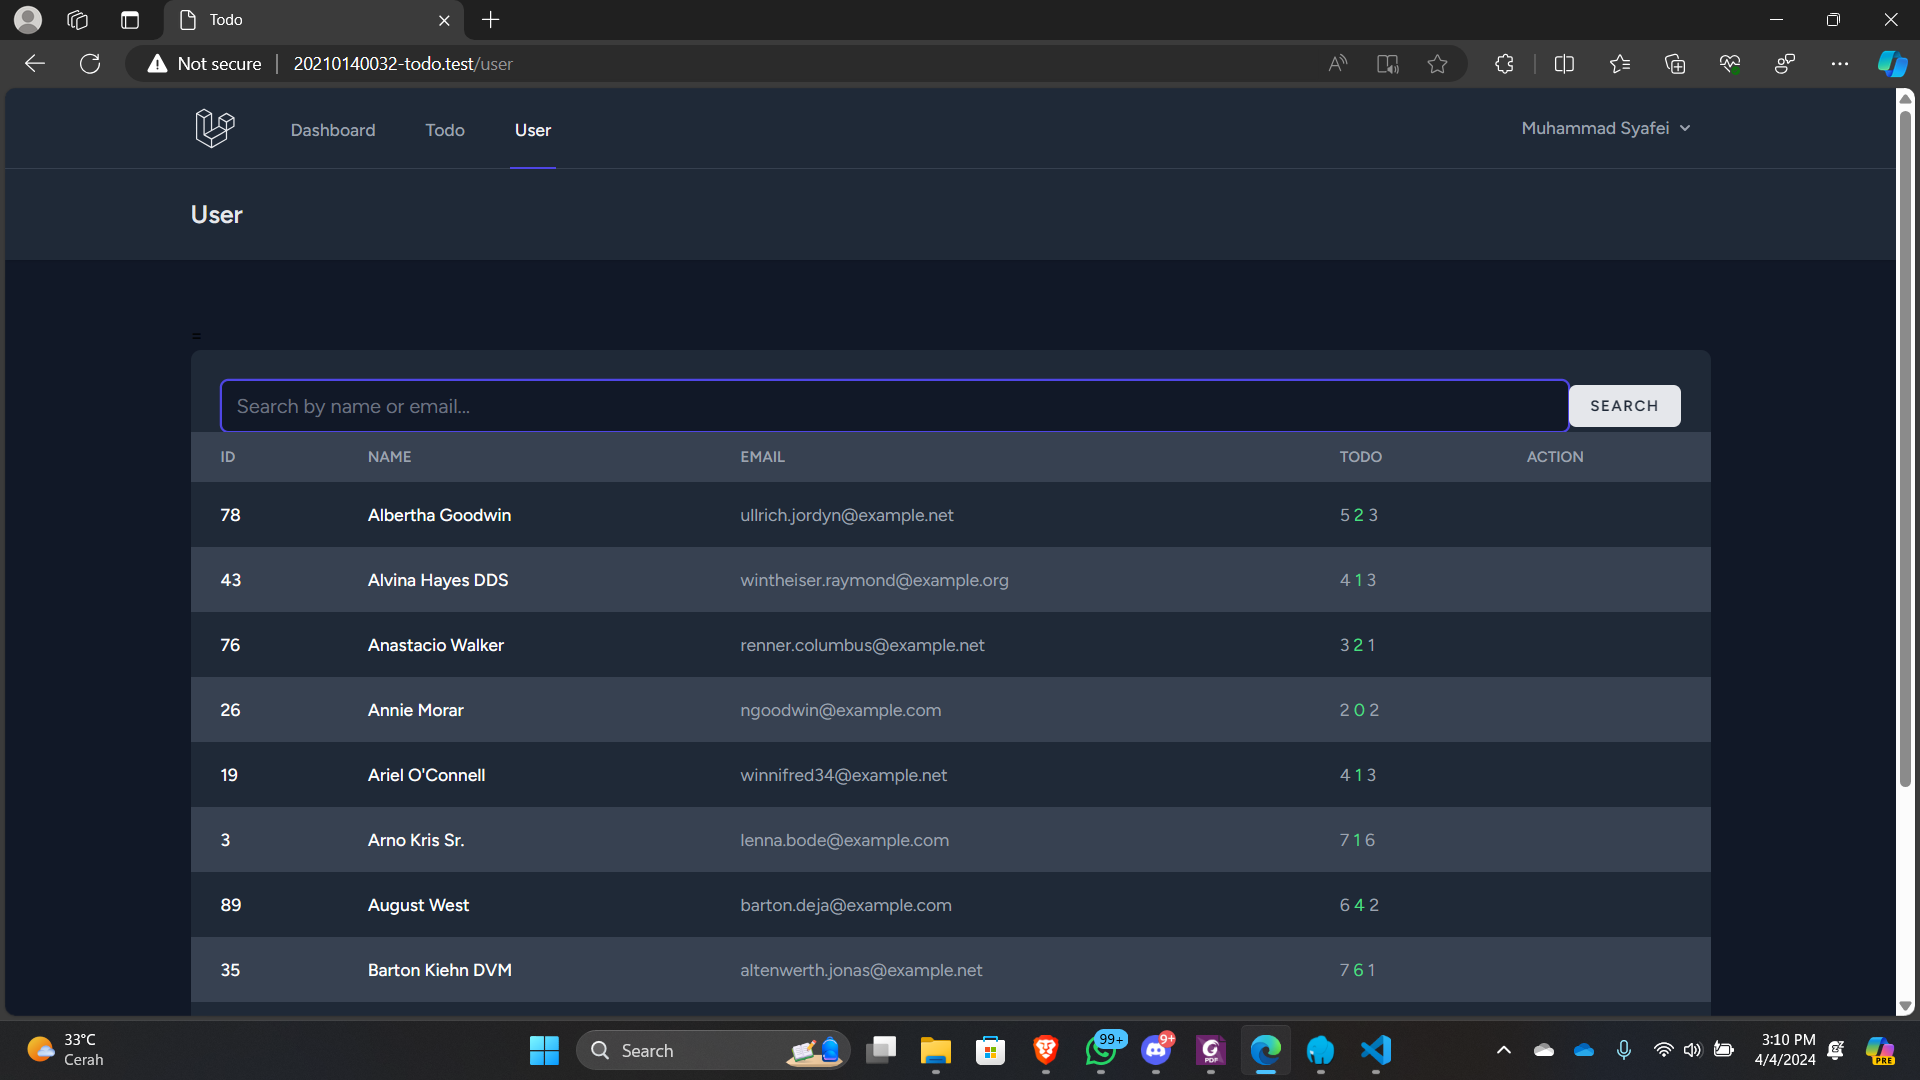 Todo
Not secure 20210140032-todo.test/user
Dashboard Todo User Muhammad Syafei
User
=
Search by name or email... SEARCH
ID NAME EMAIL TODO ACTION
78 Albertha Goodwin ullrich.jordyn@example.net 5 2 3
43 Alvina Hayes DDS wintheiser.raymond@example.org 4 1 3
76 Anastacio Walker renner.columbus@example.net 3 2 1
26 Annie Morar ngoodwin@example.com 2 0 2
19 Ariel O'Connell winnifred34@example.net 4 1 3
3 Arno Kris Sr. lenna.bode@example.com 7 1 6
89 August West barton.deja@example.com 6 4 2
35 Barton Kiehn DVM altenwerth.jonas@example.net 7 6 1
33°C
Cerah
Search
99+
9+
PDF
3:10 PM
4/4/2024
PRE